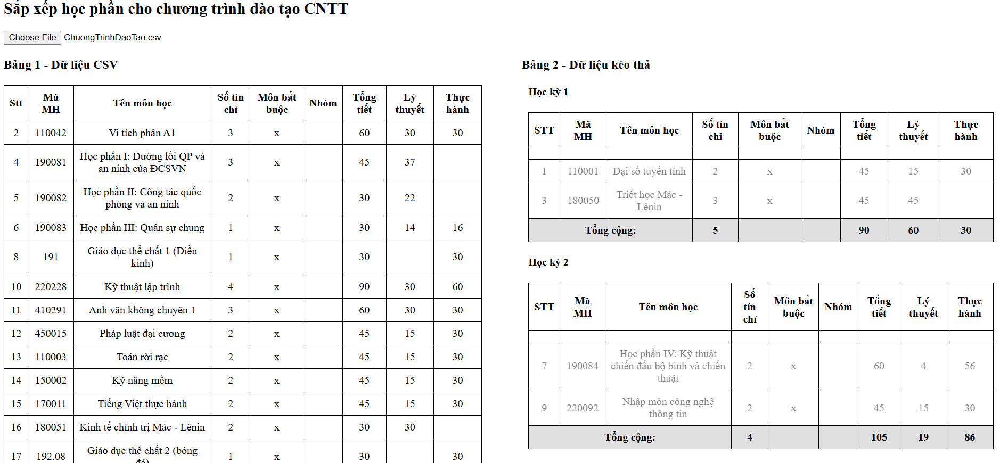 Sắp xếp học phần cho chương trình đào tạo CNTT
Choose File ChuongTrinhDaoTao.csv
Bảng 1 - Dữ liệu CSV
Stt Mã MH Tên môn học Số tín chỉ Môn bắt buộc Nhóm Tổng tiết Lý thuyết Thực hành
2 110042 Vi tích phân A1 3 x 60 30 30
4 190081 Học phần I: Đường lối QP và an ninh của ĐCSVN 3 x 45 37
5 190082 Học phần II: Công tác quốc phòng và an ninh 2 x 30 22
6 190083 Học phần III: Quân sự chung 1 x 30 14 16
8 191 Giáo dục thể chất 1 (Điền kinh) 1 x 30 30
10 220228 Kỹ thuật lập trình 4 x 90 30 60
11 410291 Anh văn không chuyên 1 3 x 60 30 30
12 450015 Pháp luật đại cương 2 x 45 15 30
13 110003 Toán rời rạc 2 x 45 15 30
14 150002 Kỹ năng mềm 2 x 45 15 30
15 170011 Tiếng Việt thực hành 2 x 45 15 30
16 180051 Kinh tế chính trị Mác - Lênin 2 x 30 30
17 192.08 Giáo dục thể chất 2 (bóng đá) 1 x 30 30
Bảng 2 - Dữ liệu kéo thả
Học kỳ 1
STT Mã MH Tên môn học Số tín chỉ Môn bắt buộc Nhóm Tổng tiết Lý thuyết Thực hành
1 110001 Đại số tuyến tính 2 x 45 15 30
3 180050 Triết học Mác - Lênin 3 x 45 45
Tổng cộng: 5 90 60 30
Học kỳ 2
STT Mã MH Tên môn học Số tín chỉ Môn bắt buộc Nhóm Tổng tiết Lý thuyết Thực hành
7 190084 Học phần IV: Kỹ thuật chiến đấu bộ binh và chiến thuật 2 x 60 4 56
9 220092 Nhập môn công nghệ thông tin 2 x 45 15 30
Tổng cộng: 4 105 19 86